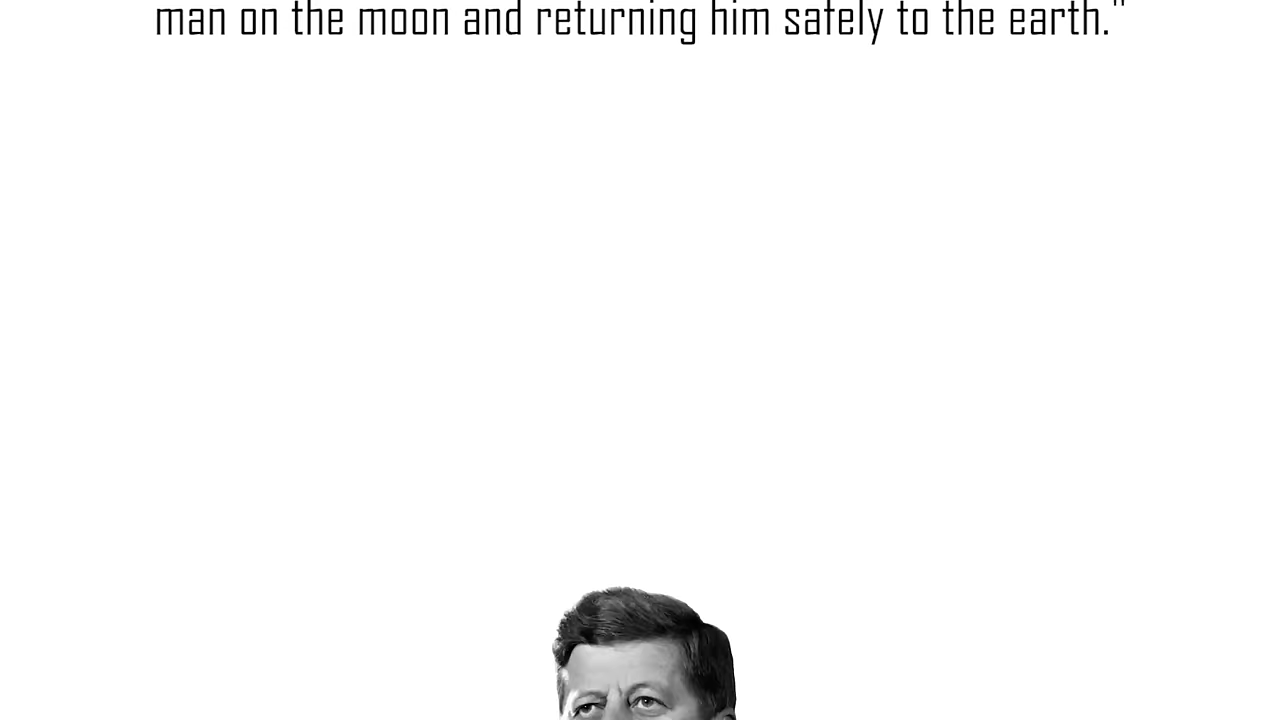 man on the moon and returning him safely to the earth."